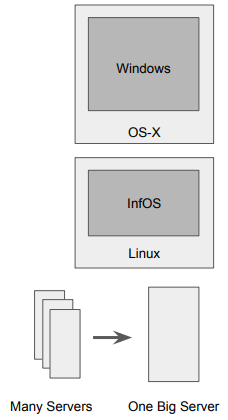 Windows
OS-X
InfOS
Linux
Many Servers
One Big Server